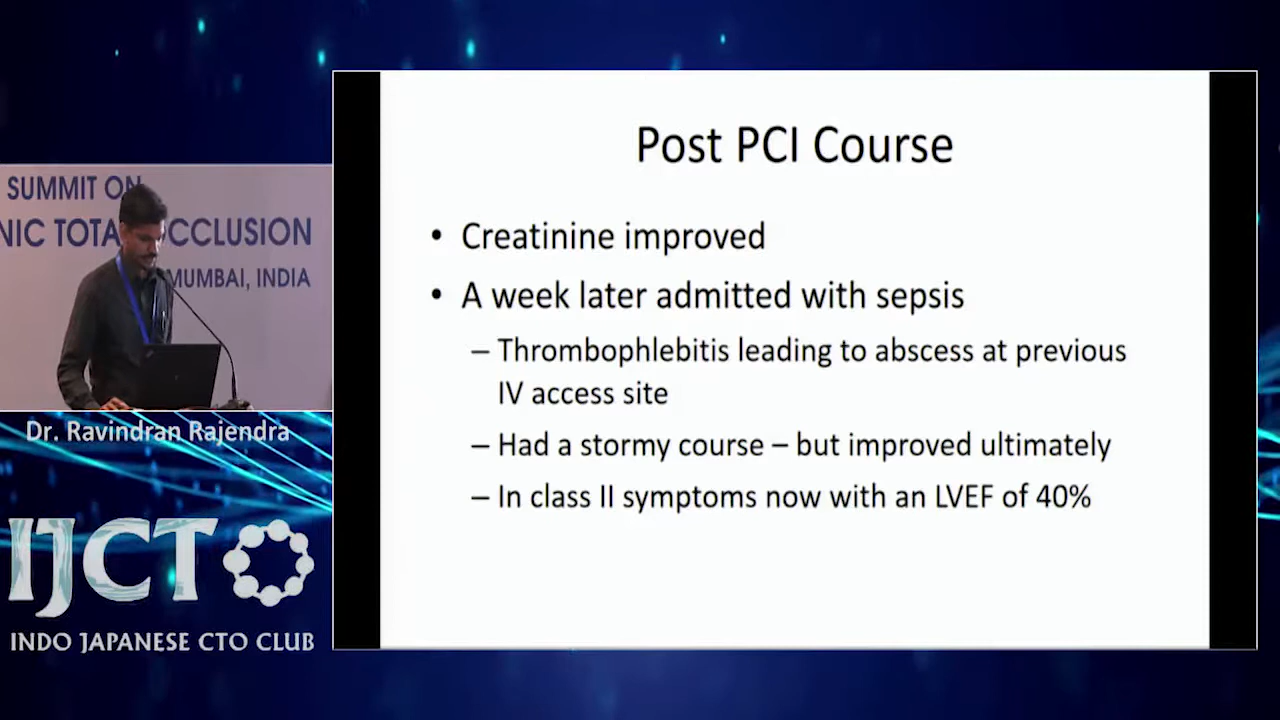 Post PCI Course
• Creatinine improved
• A week later admitted with sepsis
– Thrombophlebitis leading to abscess at previous
IV access site
– Had a stormy course – but improved ultimately
– In class II symptoms now with an LVEF of 40%
SUMMIT ON
NIC TOTA CCLUSION
MUMBAI, INDIA
Dr. Ravindran Rajendra
IJCTO
INDO JAPANESE CTO CLUB